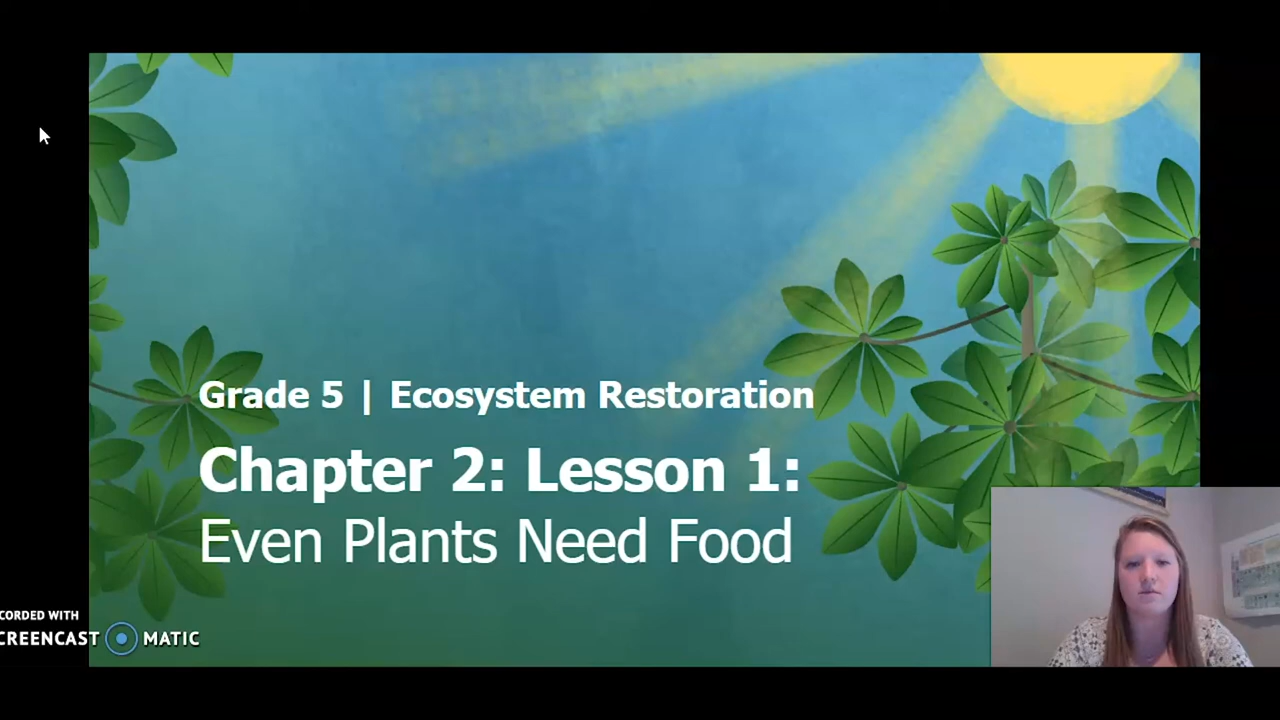 Grade 5 | Ecosystem Restoration
Chapter 2: Lesson 1:
Even Plants Need Food
CORDED WITH
CREENCAST MATIC